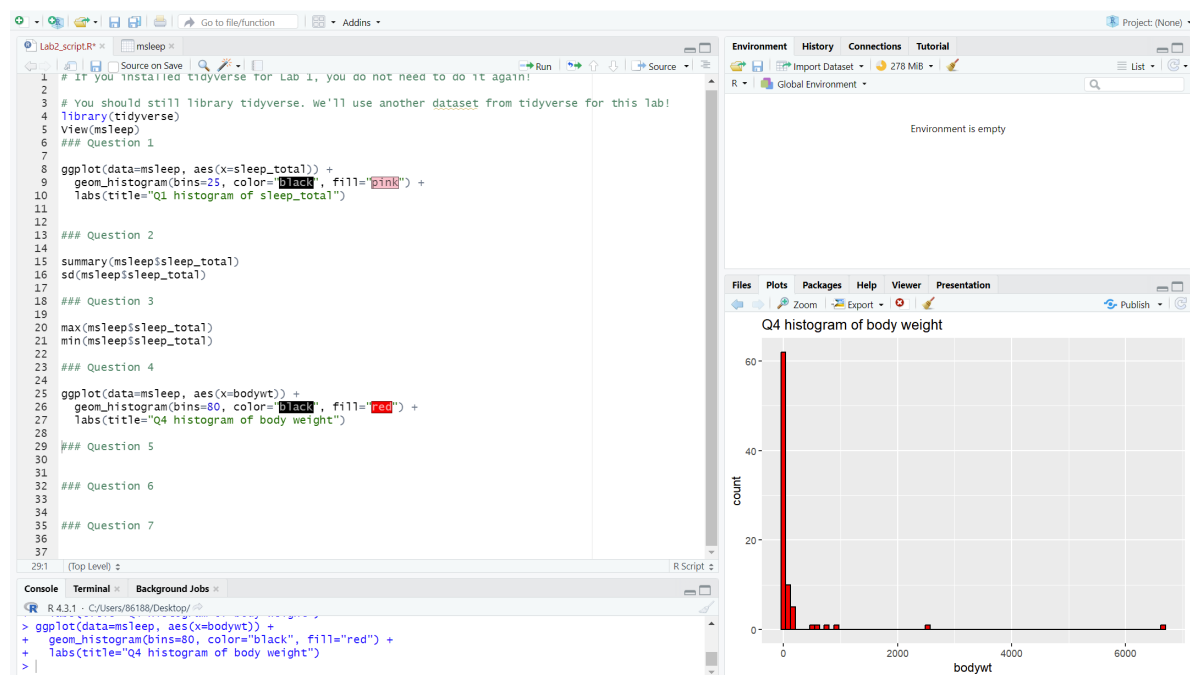 Go to file/function
Addins
Project: (None)
Lab2_script.R*
msleep
Source on Save
Run
Source
1 # If you installed tidyverse for Lab 1, you do not need to do it again!
2
3 # You should still library tidyverse. We'll use another dataset from tidyverse for this lab!
4 library(tidyverse)
5 View(msleep)
6 ### Question 1
7
8 ggplot(data=msleep, aes(x=sleep_total)) +
9 geom_histogram(bins=25, color="black", fill="pink") +
10 labs(title="Q1 histogram of sleep_total")
11
12
13 ### Question 2
14
15 summary(msleep$sleep_total)
16 sd(msleep$sleep_total)
17
18 ### Question 3
19
20 max(msleep$sleep_total)
21 min(msleep$sleep_total)
22
23 ### Question 4
24
25 ggplot(data=msleep, aes(x=bodywt)) +
26 geom_histogram(bins=80, color="black", fill="red") +
27 labs(title="Q4 histogram of body weight")
28
29 ### Question 5
30
31
32 ### Question 6
33
34
35 ### Question 7
36
37
29:1 (Top Level) R Script
Console Terminal Background Jobs
R 4.3.1 · C:/Users/86188/Desktop/
> ggplot(data=msleep, aes(x=bodywt)) +
+ geom_histogram(bins=80, color="black", fill="red") +
+ labs(title="Q4 histogram of body weight")
>
Environment History Connections Tutorial
Import Dataset 278 MiB List
R Global Environment
Environment is empty
Files Plots Packages Help Viewer Presentation
Zoom Export Publish
Q4 histogram of body weight
60
40
20
0
count
0 2000 4000 6000
bodywt